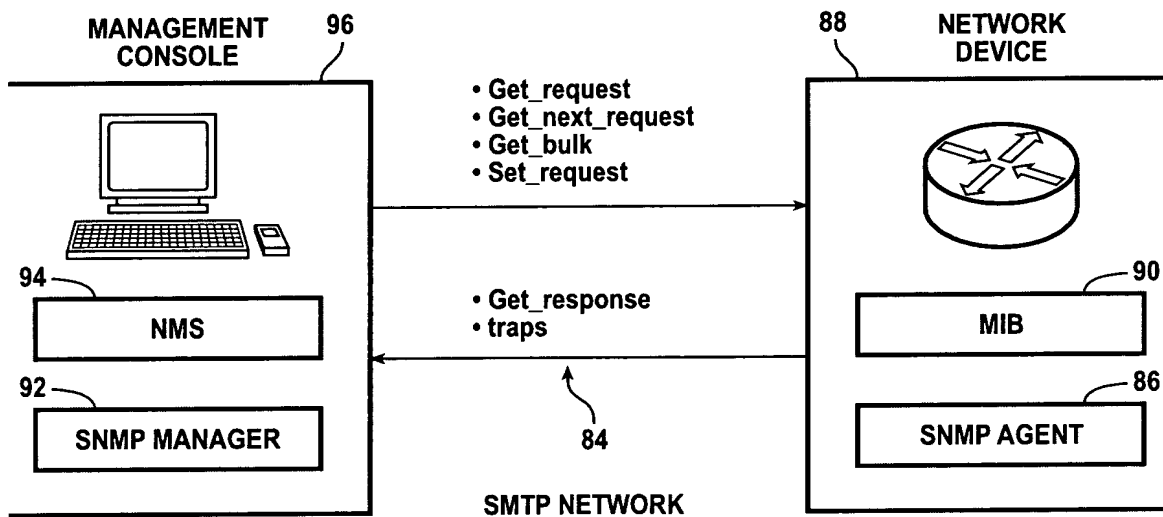 MANAGEMENT
CONSOLE
96
88
NETWORK
DEVICE
• Get_request
• Get_next_request
• Get_bulk
• Set_request
94
NMS
• Get_response
• traps
90
MIB
92
SNMP MANAGER
84
86
SNMP AGENT
SMTP NETWORK